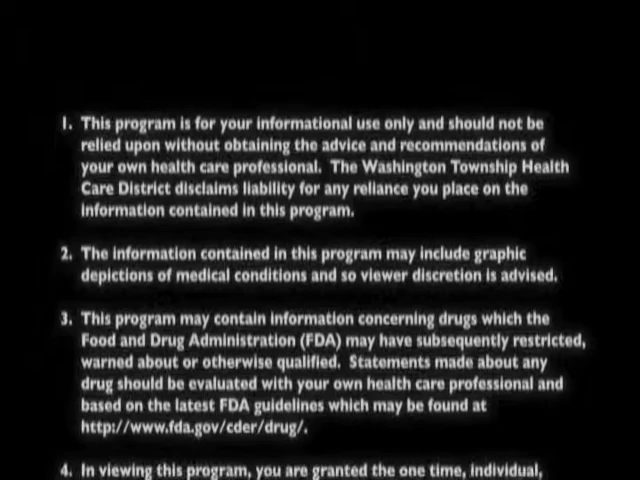 1. This program is for your informational use only and should not be
relied upon without obtaining the advice and recommendations of
your own health care professional. The Washington Township Health
Care District disclaims liability for any reliance you place on the
information contained in this program.
2. The information contained in this program may include graphic
depictions of medical conditions and so viewer discretion is advised.
3. This program may contain information concerning drugs which the
Food and Drug Administration (FDA) may have subsequently restricted,
warned about or otherwise qualified. Statements made about any
drug should be evaluated with your own health care professional and
based on the latest FDA guidelines which may be found at
http://www.fda.gov/cder/drug/.
4. In viewing this program, you are granted the one time, individual,